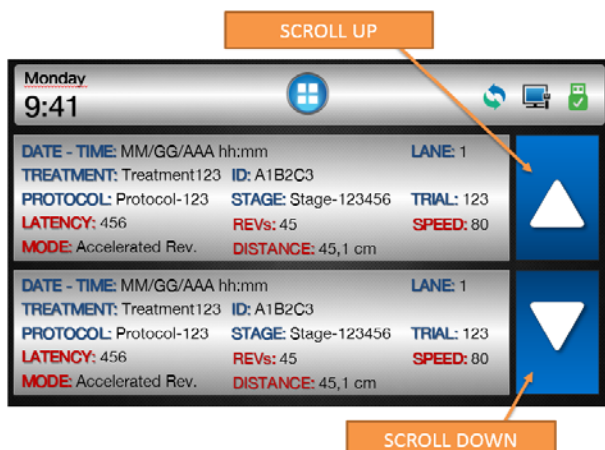 SCROLL UP
Monday
9:41
DATE - TIME: MM/GG/AAA hh:mm LANE: 1
TREATMENT: Treatment123 ID: A1B2C3
PROTOCOL: Protocol-123 STAGE: Stage-123456 TRIAL: 123
LATENCY: 456 REVs: 45 SPEED: 80
MODE: Accelerated Rev. DISTANCE: 45,1 cm
DATE - TIME: MM/GG/AAA hh:mm LANE: 1
TREATMENT: Treatment123 ID: A1B2C3
PROTOCOL: Protocol-123 STAGE: Stage-123456 TRIAL: 123
LATENCY: 456 REVs: 45 SPEED: 80
MODE: Accelerated Rev. DISTANCE: 45,1 cm
SCROLL DOWN